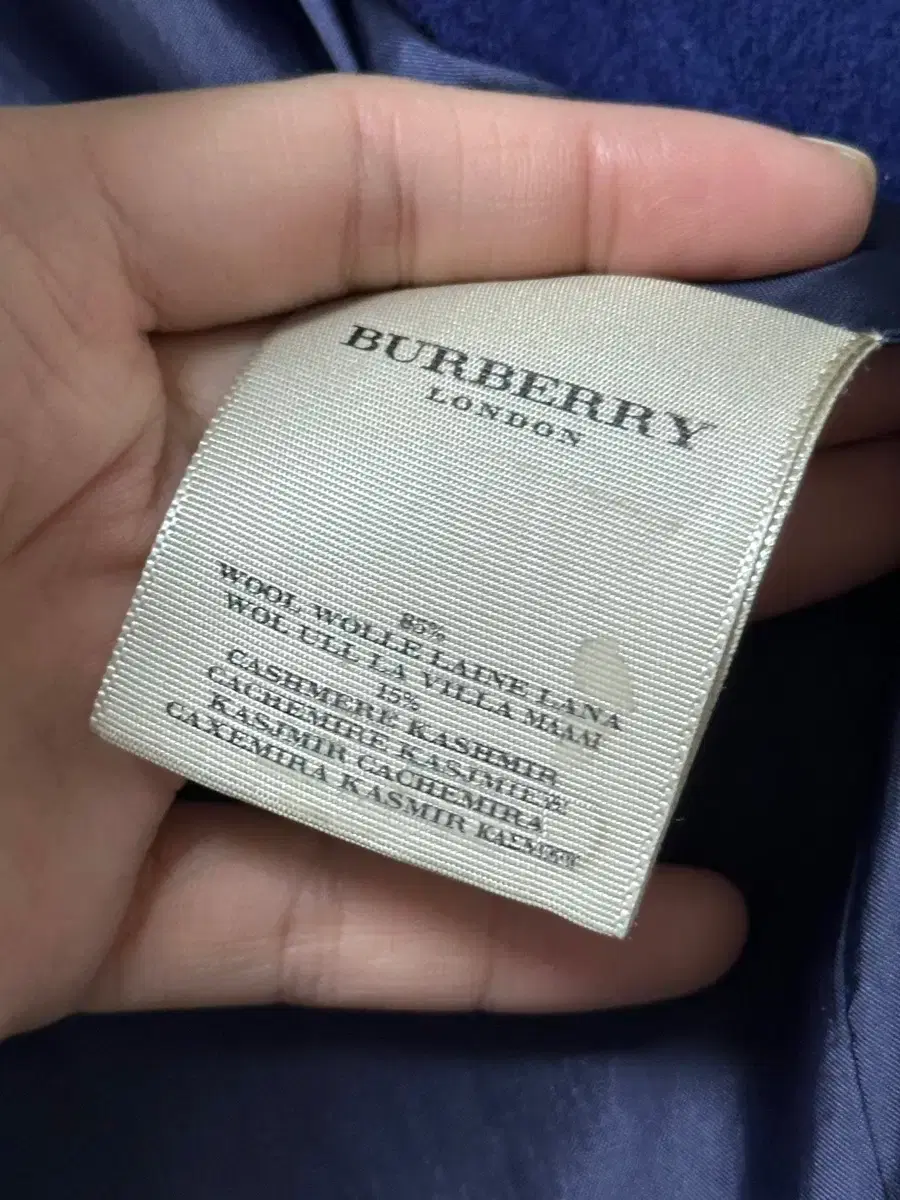 BURBERRY
LONDON
85%
WOOL WOLLE LAINE LANA
WOL ULL LA VILLA ΜΑΛΛΙ
15%
CASHMERE KASHMIR
CACHEMIRE KASJMIER
KASJMIR CACHEMIRA
CAXEMIRA KASMIR